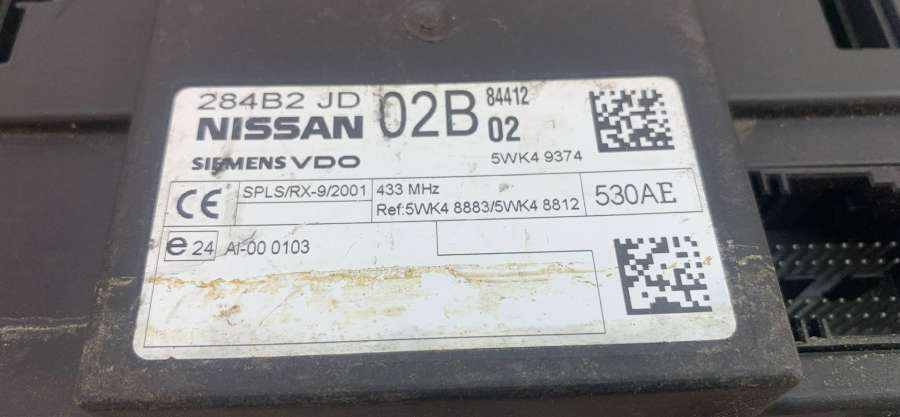 284B2 JD 02B 84412
NISSAN 02
SIEMENS VDO 5WK4 9374
CE SPLS/RX-9/2001 433 MHz 530AE
Ref:5WK4 8883/5WK4 8812
e 24 AI-00 0103